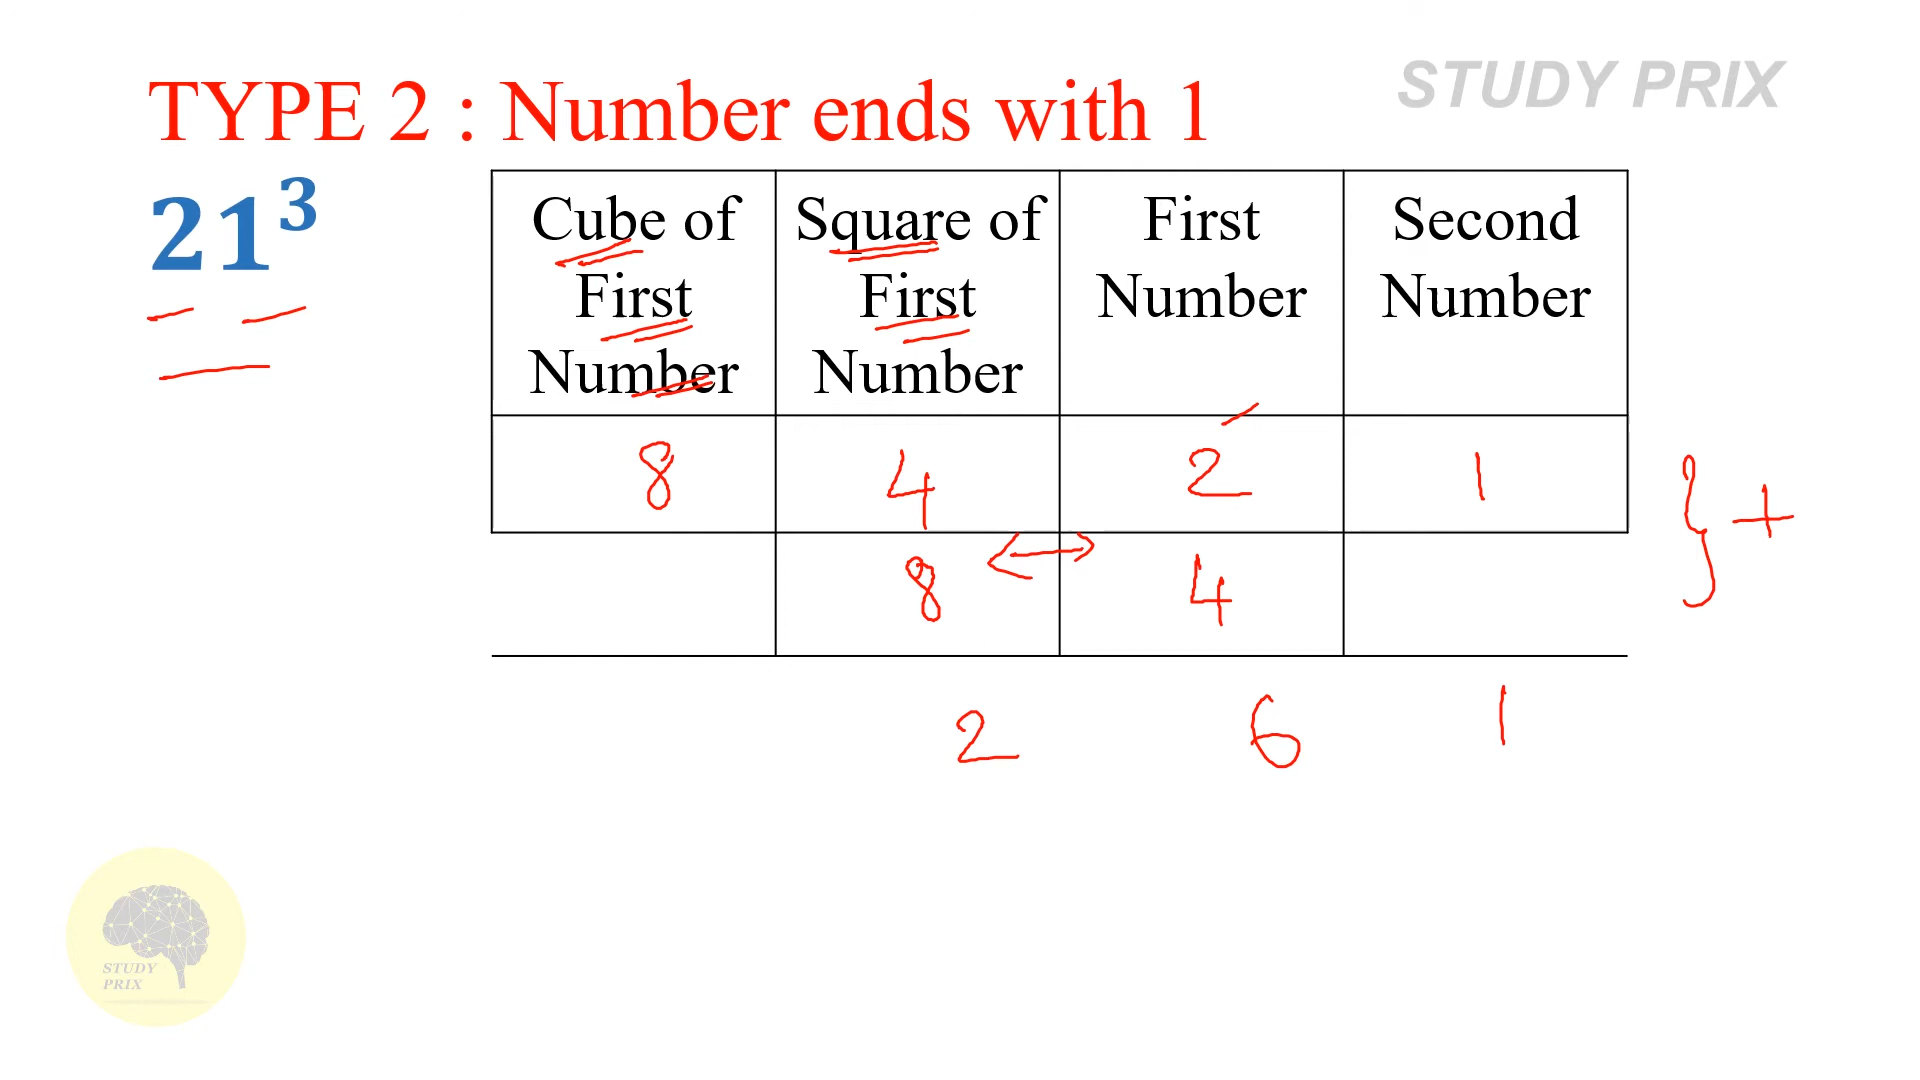 TYPE 2 : Number ends with 1
STUDY PRIX
21³
Cube of First Number
Square of First Number
First Number
Second Number
8 4 2 1
8 4
} +
2 6 1
STUDY
PRIX